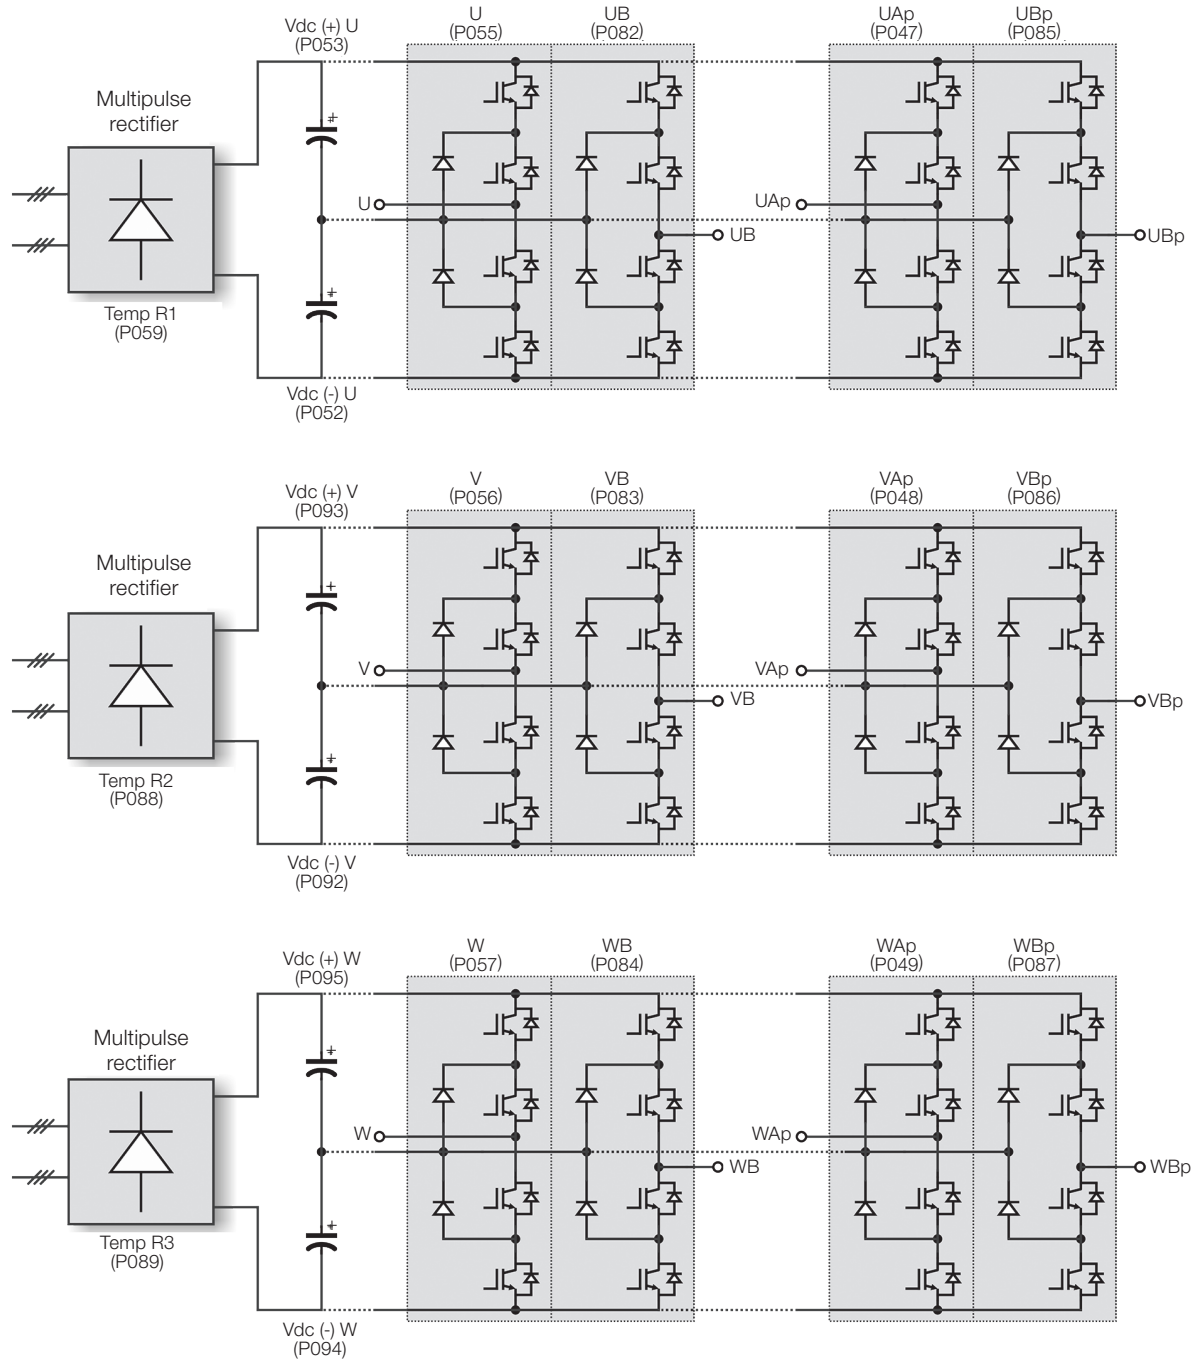 Vdc (+) U
(P053)
U
(P055)
UB
(P082)
UAp
(P047)
UBp
(P085)
Multipulse
rectifier
+
U
UAp
UB
UBp
+
Temp R1
(P059)
Vdc (-) U
(P052)
Vdc (+) V
(P093)
V
(P056)
VB
(P083)
VAp
(P048)
VBp
(P086)
Multipulse
rectifier
+
V
VAp
VB
VBp
+
Temp R2
(P088)
Vdc (-) V
(P092)
Vdc (+) W
(P095)
W
(P057)
WB
(P084)
WAp
(P049)
WBp
(P087)
Multipulse
rectifier
+
W
WAp
WB
WBp
+
Temp R3
(P089)
Vdc (-) W
(P094)